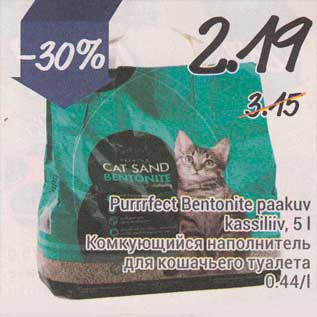 -30%
2.19
3.15
PREMIUM
CAT SAND
BENTONITE
Purrrfect Bentonite paakuv
kassiliiv, 5 l
Комкующийся наполнитель
для кошачьего туалета
0.44/l